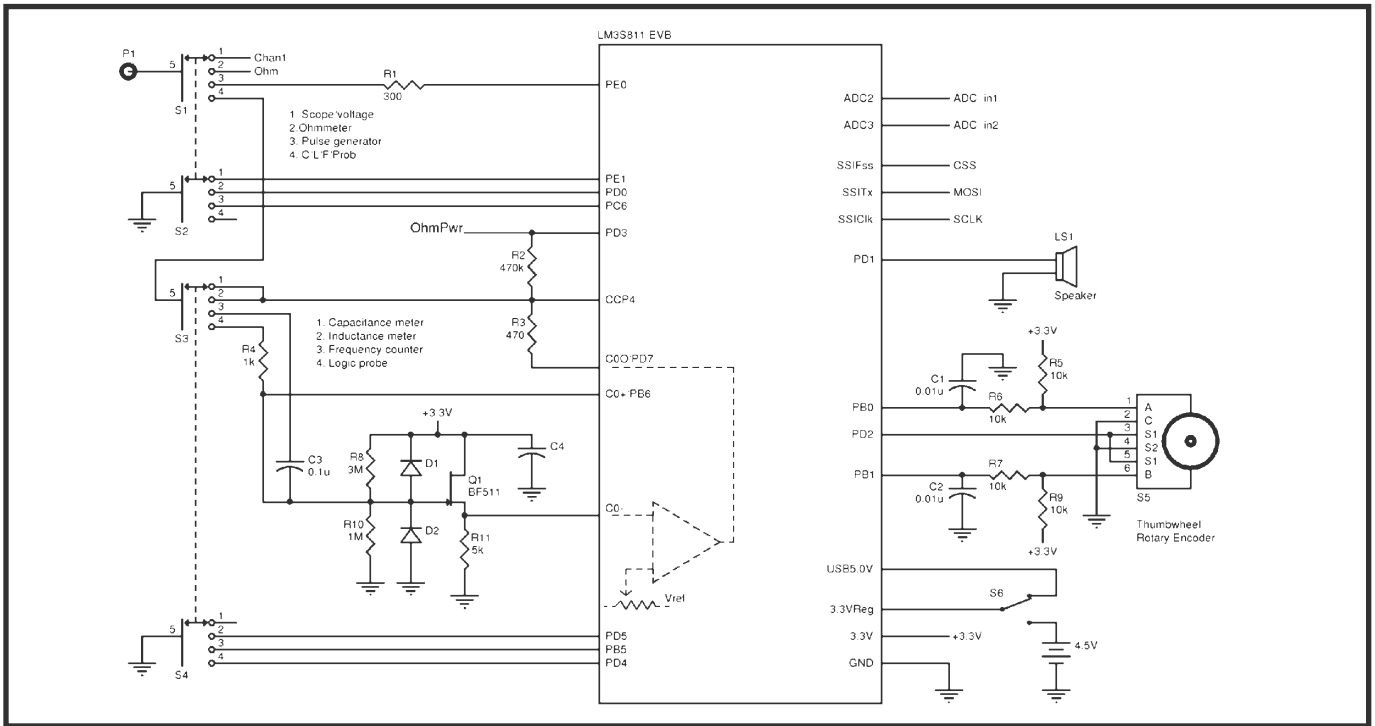 LM3S811 EVB
P1
5
1
2
3
4
Chan1
Ohm
S1
R1
300
PE0
1 Scope/voltage
2.Ohmmeter
3. Pulse generator
4. C'L'F'Prob
5
1
2
3
4
S2
PE1
PD0
PC6
OhmPwr
PD3
R2
470k
5
1
2
3
4
S3
CCP4
1. Capacitance meter
2. Inductance meter
3. Frequency counter
4. Logic probe
R3
470
R4
1k
C0O'PD7
C0+'PB6
+3.3V
C3
0.1u
R8
3M
D1
Q1
BF511
C4
R10
1M
D2
R11
5k
C0-
Vref
5
1
2
3
4
S4
PD5
PB5
PD4
ADC2
ADC in1
ADC3
ADC in2
SSIFss
CSS
SSITx
MOSI
SSIClk
SCLK
PD1
LS1
Speaker
+3.3V
C1
0.01u
R5
10k
PB0
R6
10k
PD2
1 A
2 C
3 S1
4 S2
5 S1
6 B
PB1
R7
10k
C2
0.01u
R9
10k
+3.3V
S5
Thumbwheel
Rotary Encoder
USB5.0V
S6
3.3VReg
3.3V
+3.3V
4.5V
GND